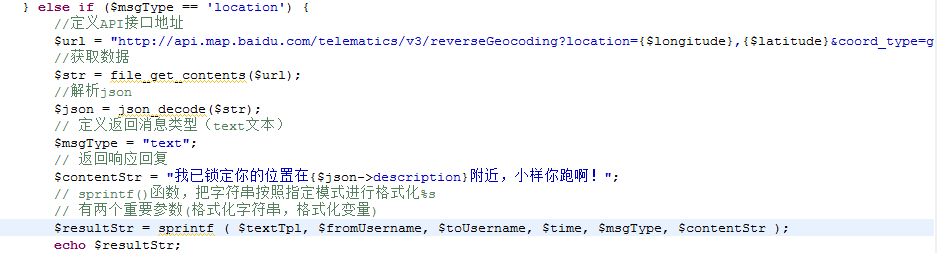 } else if ($msgType == 'location') {
//定义API接口地址
$url = "http://api.map.baidu.com/telematics/v3/reverseGeocoding?location={$longitude},{$latitude}&coord_type=g
//获取数据
$str = file_get_contents($url);
//解析json
$json = json_decode($str);
// 定义返回消息类型（text文本）
$msgType = "text";
// 返回响应回复
$contentStr = "我已锁定你的位置在{$json->description}附近，小样你跑啊！";
// sprintf()函数，把字符串按照指定模式进行格式化%s
// 有两个重要参数(格式化字符串，格式化变量)
$resultStr = sprintf ( $textTpl, $fromUsername, $toUsername, $time, $msgType, $contentStr );
echo $resultStr;